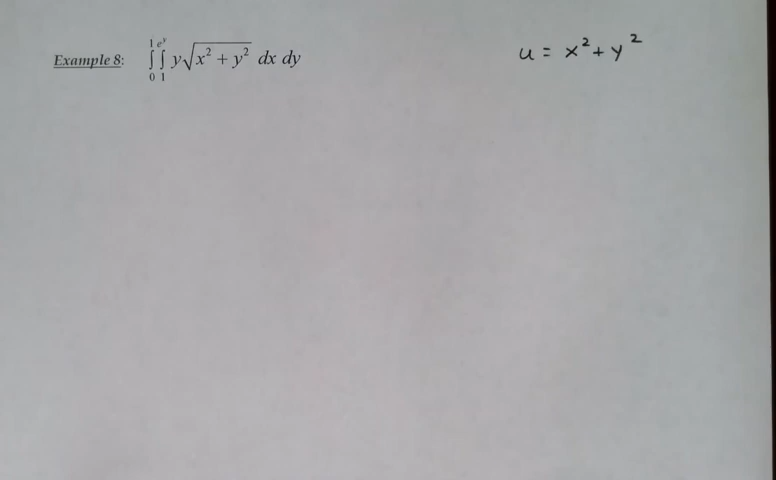 Example 8: ∫₀¹ ∫₁^{e^y} y√(x² + y²) dx dy
u = x² + y²